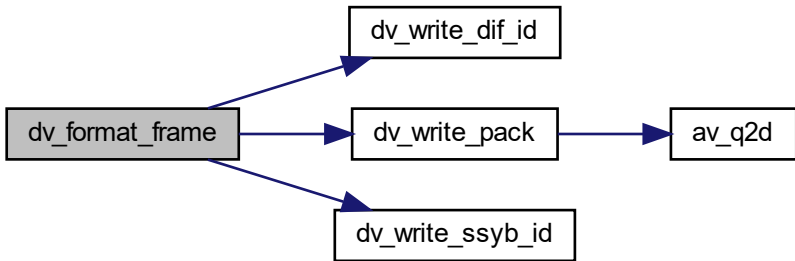 dv_write_dif_id
dv_format_frame
dv_write_pack
av_q2d
dv_write_ssyb_id